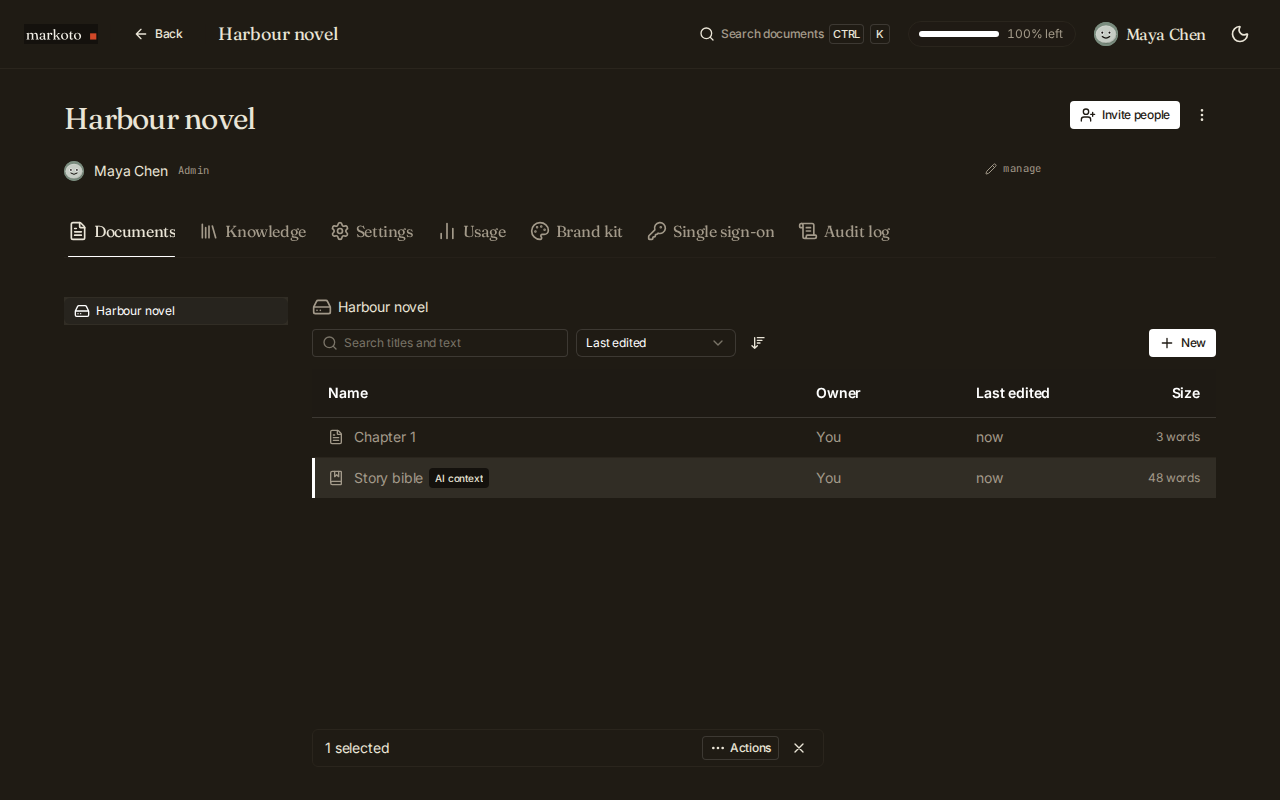 markoto
Back
Harbour novel
Search documents CTRL K
100% left
Maya Chen
Harbour novel
Invite people
Maya Chen Admin
manage
Documents Knowledge Settings Usage Brand kit Single sign-on Audit log
Harbour novel
Harbour novel
Search titles and text
Last edited
New
Name Owner Last edited Size
Chapter 1 You now 3 words
Story bible AI context You now 48 words
1 selected
Actions